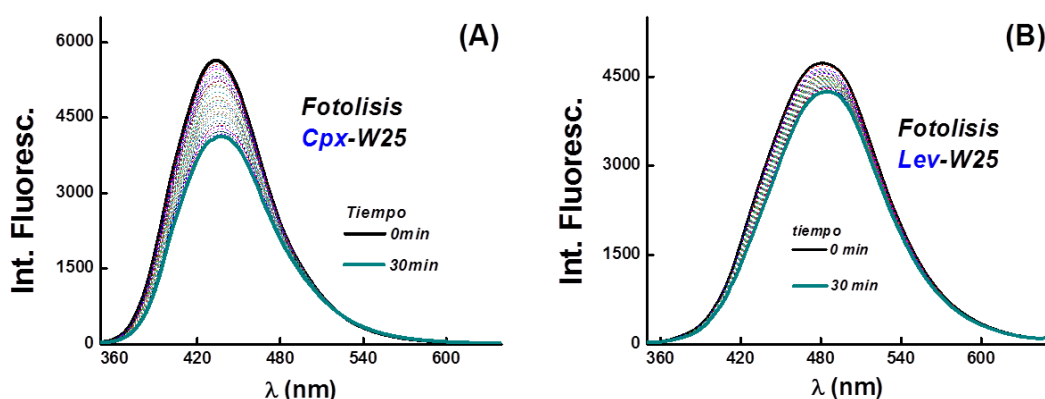 (A)
Int. Fluoresc.
6000
4500
3000
1500
0
Fotolisis
Cpx-W25
Tiempo
0min
30min
360 420 480 540 600
λ (nm)
(B)
Int. Fluoresc.
4500
3000
1500
0
Fotolisis
Lev-W25
tiempo
0 min
30 min
360 420 480 540 600
λ (nm)